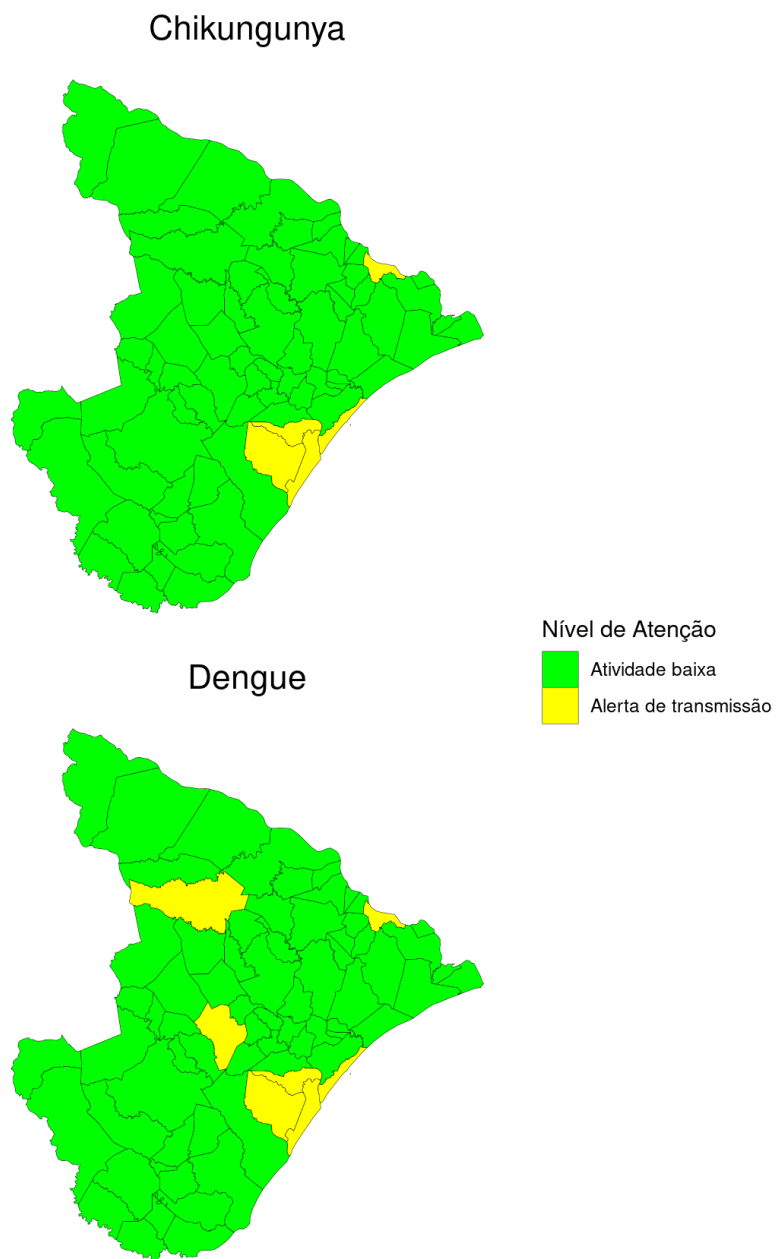 Chikungunya
Nível de Atenção
Atividade baixa
Alerta de transmissão
Dengue